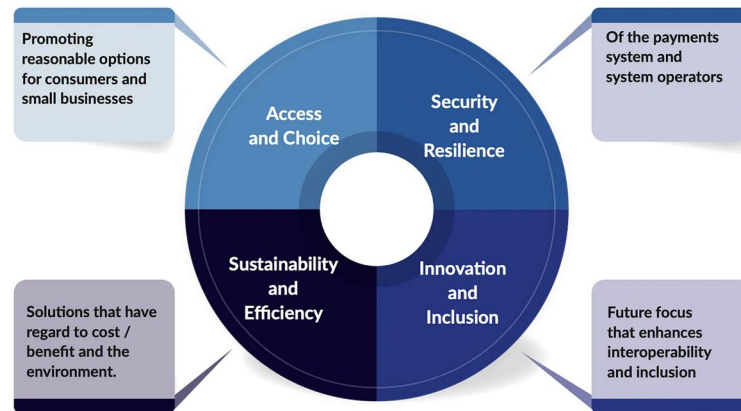 Promoting
reasonable options
for consumers and
small businesses
Access
and Choice
Security
and
Resilience
Of the payments
system and
system operators
Solutions that have
regard to cost /
benefit and the
environment.
Sustainability
and
Efficiency
Innovation
and
Inclusion
Future focus
that enhances
interoperability
and inclusion